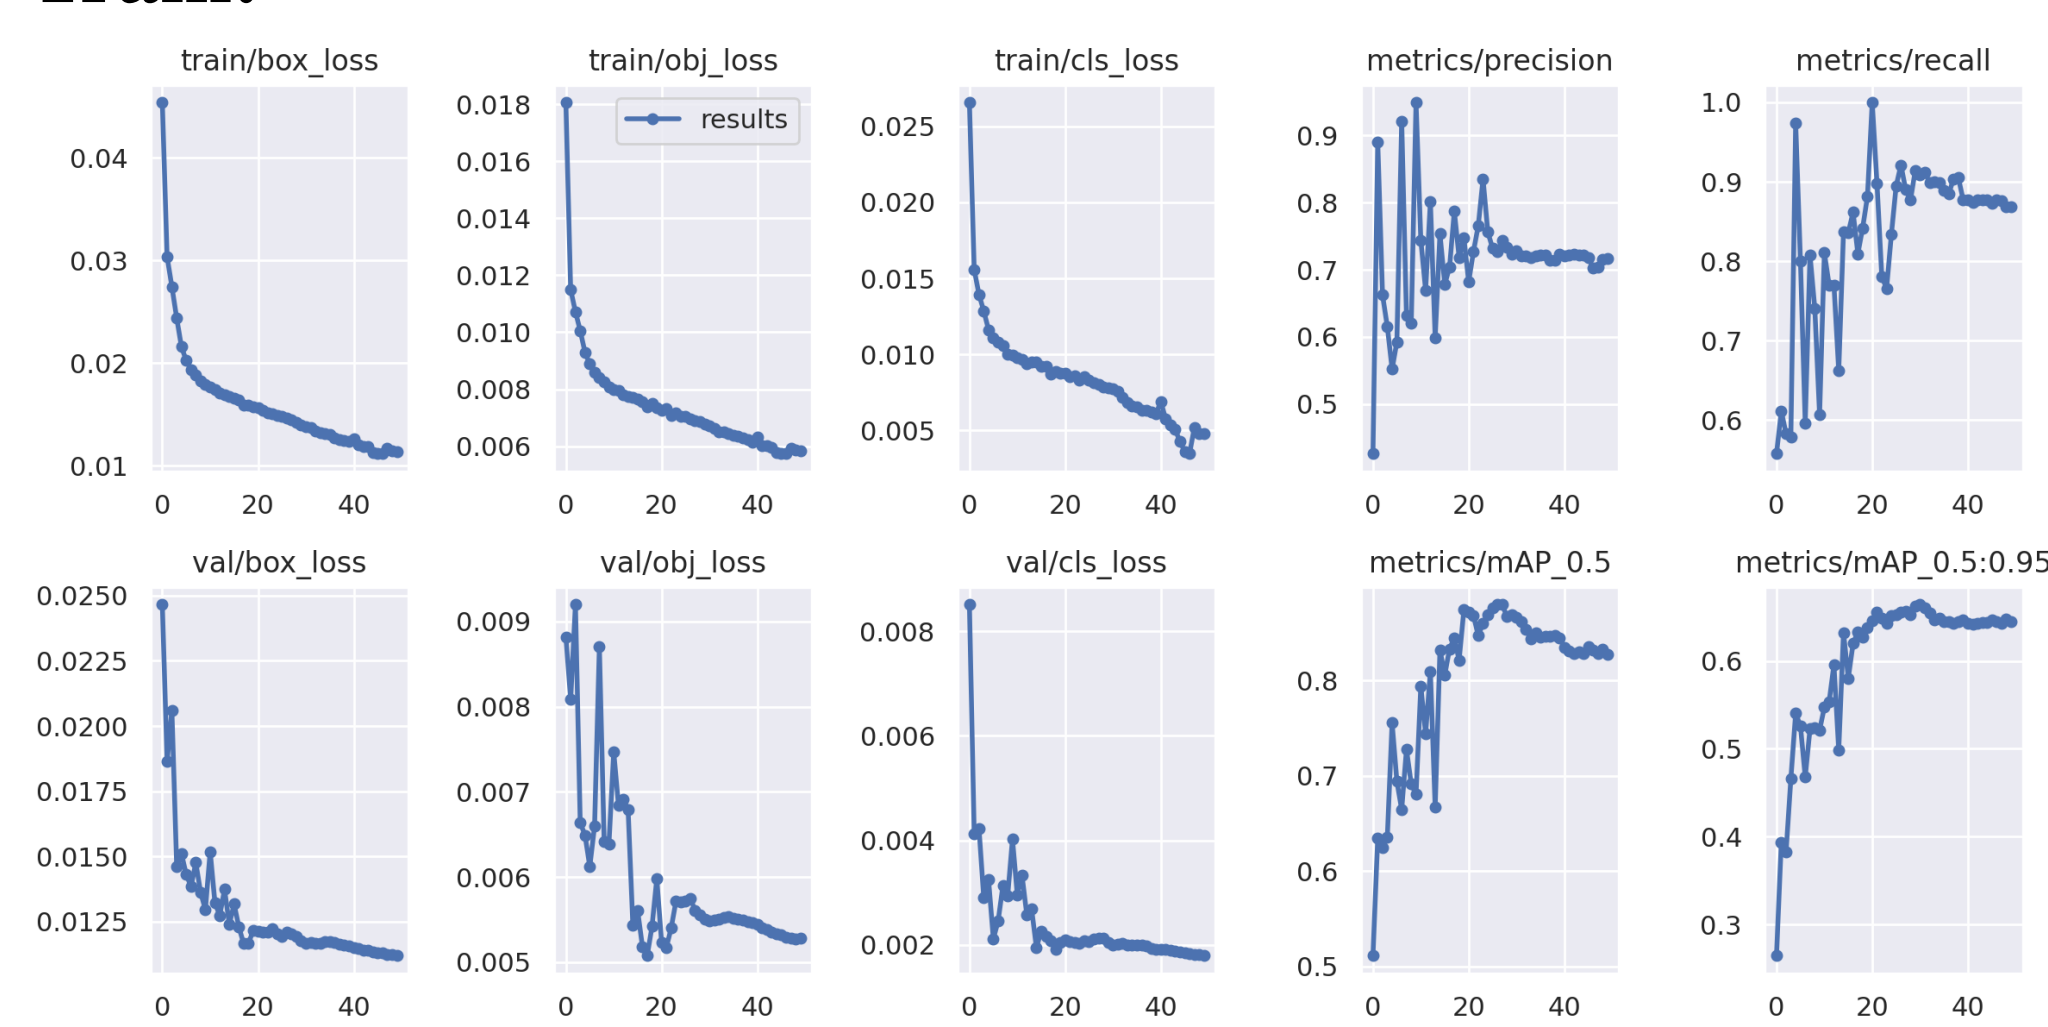 train/box_loss train/obj_loss train/cls_loss metrics/precision metrics/recall
0.04 0.03 0.02 0.01
0 20 40
0.018 0.016 0.014 0.012 0.010 0.008 0.006
results
0 20 40
0.025 0.020 0.015 0.010 0.005
0 20 40
0.9 0.8 0.7 0.6 0.5
0 20 40
1.0 0.9 0.8 0.7 0.6
0 20 40
val/box_loss val/obj_loss val/cls_loss metrics/mAP_0.5 metrics/mAP_0.5:0.95
0.0250 0.0225 0.0200 0.0175 0.0150 0.0125
0 20 40
0.009 0.008 0.007 0.006 0.005
0 20 40
0.008 0.006 0.004 0.002
0 20 40
0.8 0.7 0.6 0.5
0 20 40
0.6 0.5 0.4 0.3
0 20 40